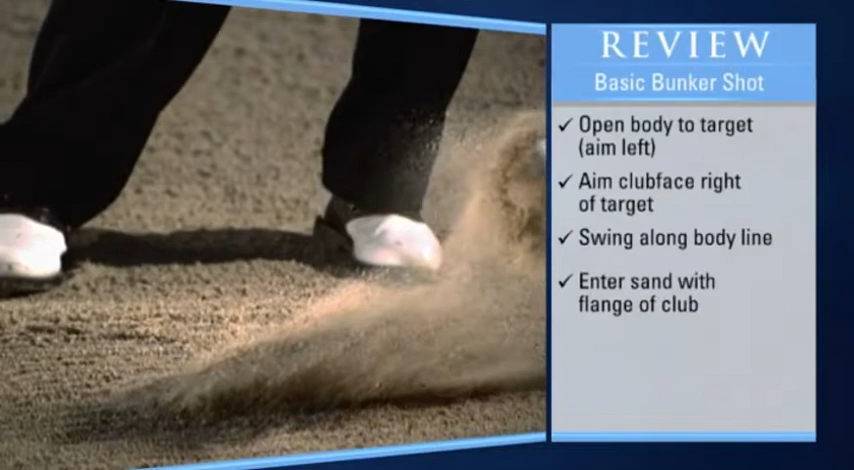 REVIEW
Basic Bunker Shot
✓ Open body to target
(aim left)
✓ Aim clubface right
of target
✓ Swing along body line
✓ Enter sand with
flange of club